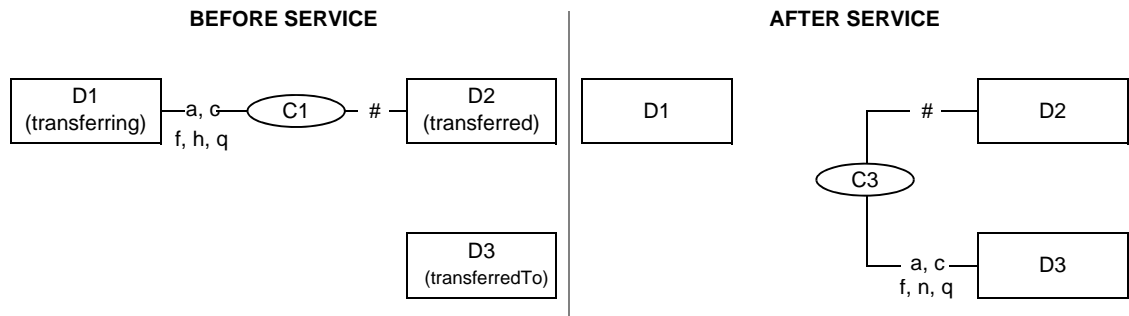 BEFORE SERVICE
D1
(transferring)
a, c
f, h, q
C1
#
D2
(transferred)
D3
(transferredTo)
AFTER SERVICE
D1
#
D2
C3
a, c
f, n, q
D3